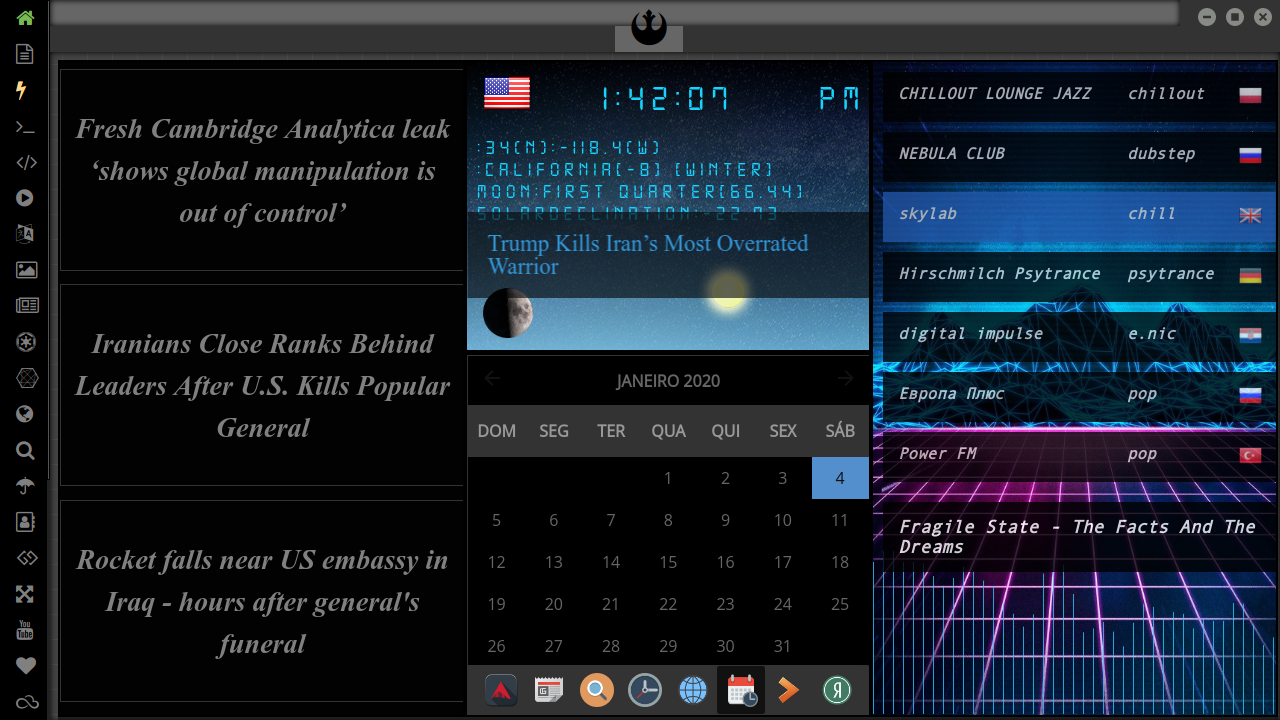 Fresh Cambridge Analytica leak
‘shows global manipulation is
out of control’
Iranians Close Ranks Behind
Leaders After U.S. Kills Popular
General
Rocket falls near US embassy in
Iraq - hours after general's
funeral
1:42:07 PM
:34(N):-118.4(W)
:CALIFORNIA[-8] [WINTER]
MOON:FIRST QUARTER[66.44]
SOLARDECLINATION:-22.93
Trump Kills Iran’s Most Overrated
Warrior
JANEIRO 2020
DOM SEG TER QUA QUI SEX SÁB
1 2 3 4
5 6 7 8 9 10 11
12 13 14 15 16 17 18
19 20 21 22 23 24 25
26 27 28 29 30 31
CHILLOUT LOUNGE JAZZ chillout
NEBULA CLUB dubstep
skylab chill
Hirschmilch Psytrance psytrance
digital impulse e.nic
Европа Плюс pop
Power FM pop
Fragile State - The Facts And The
Dreams
You
Tube
Я